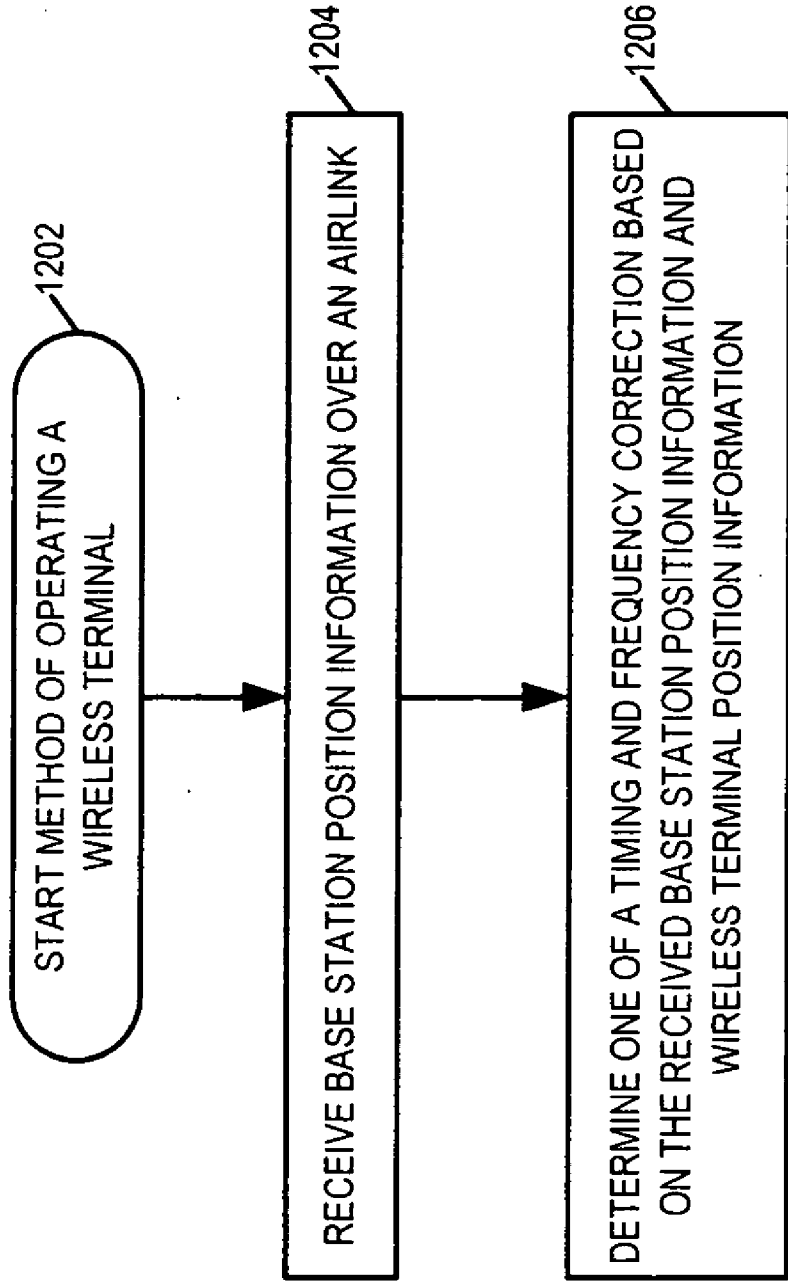 START METHOD OF OPERATING A
WIRELESS TERMINAL
1202
RECEIVE BASE STATION POSITION INFORMATION OVER AN AIRLINK
1204
DETERMINE ONE OF A TIMING AND FREQUENCY CORRECTION BASED
ON THE RECEIVED BASE STATION POSITION INFORMATION AND
WIRELESS TERMINAL POSITION INFORMATION
1206